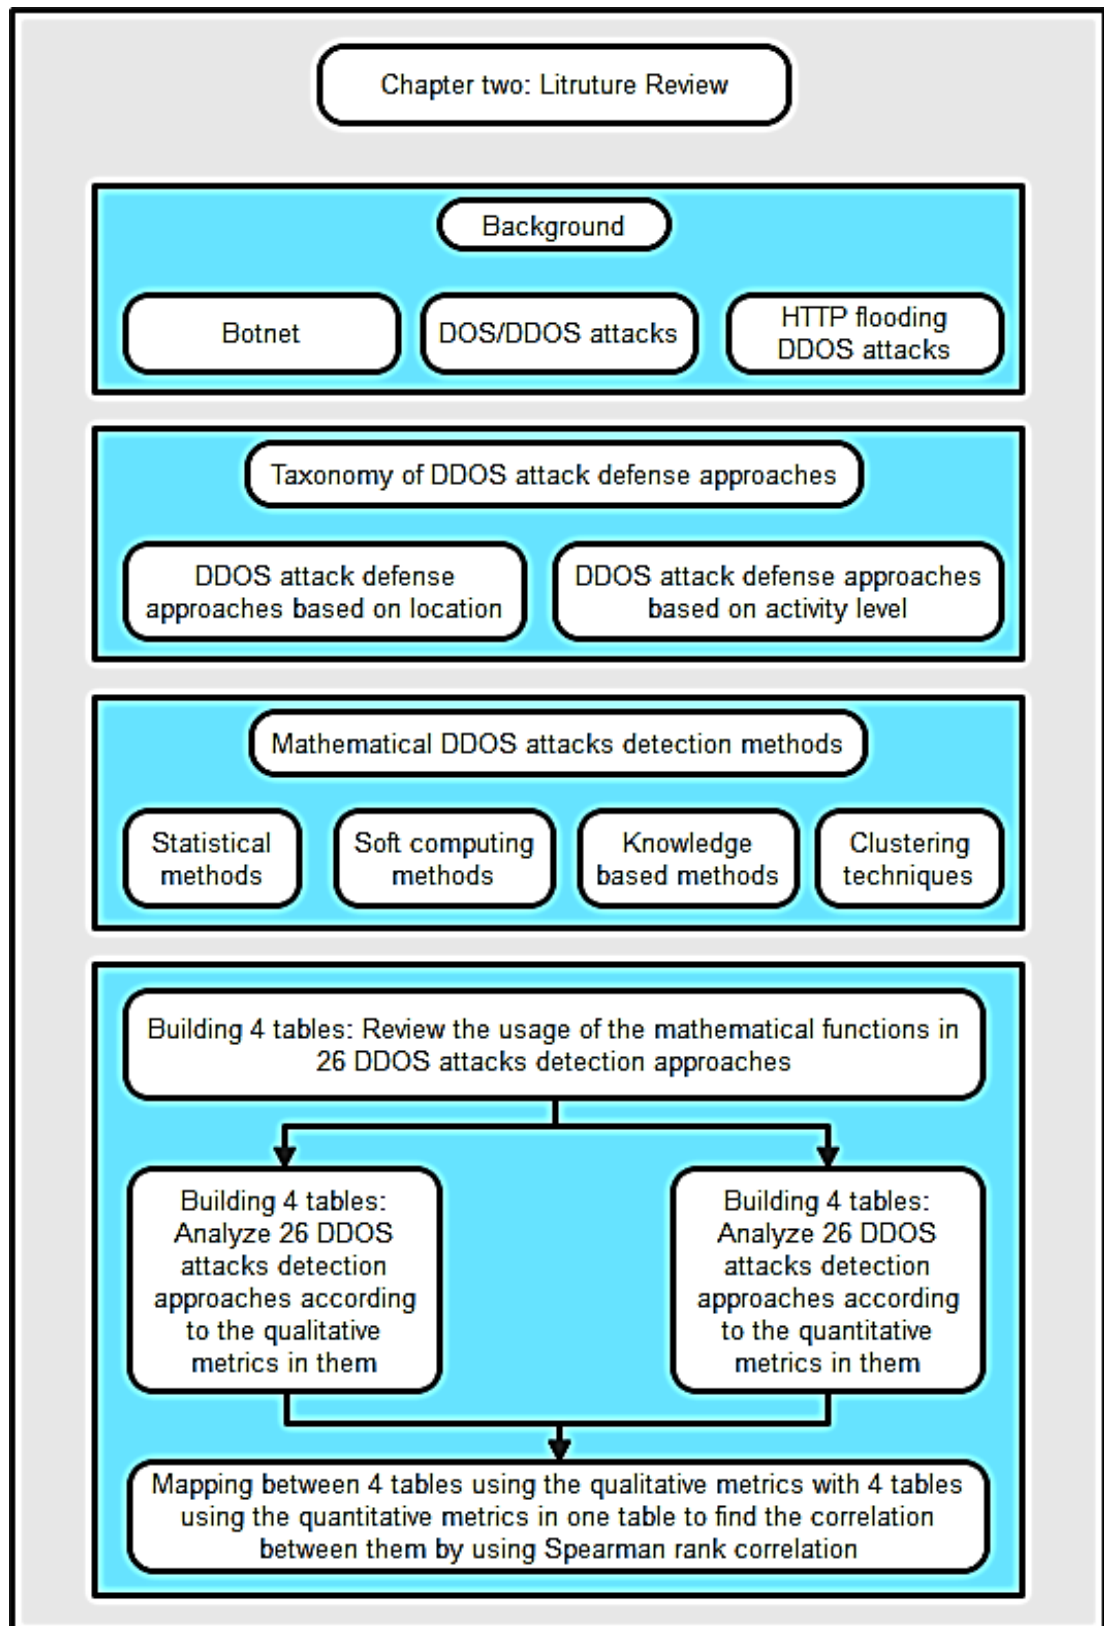 Chapter two: Litruture Review
Background
Botnet
DOS/DDOS attacks
HTTP flooding
DDOS attacks
Taxonomy of DDOS attack defense approaches
DDOS attack defense
approaches based on location
DDOS attack defense approaches
based on activity level
Mathematical DDOS attacks detection methods
Statistical
methods
Soft computing
methods
Knowledge
based methods
Clustering
techniques
Building 4 tables: Review the usage of the mathematical functions in
26 DDOS attacks detection approaches
Building 4 tables:
Analyze 26 DDOS
attacks detection
approaches according
to the qualitative
metrics in them
Building 4 tables:
Analyze 26 DDOS
attacks detection
approaches according
to the quantitative
metrics in them
Mapping between 4 tables using the qualitative metrics with 4 tables
using the quantitative metrics in one table to find the correlation
between them by using Spearman rank correlation